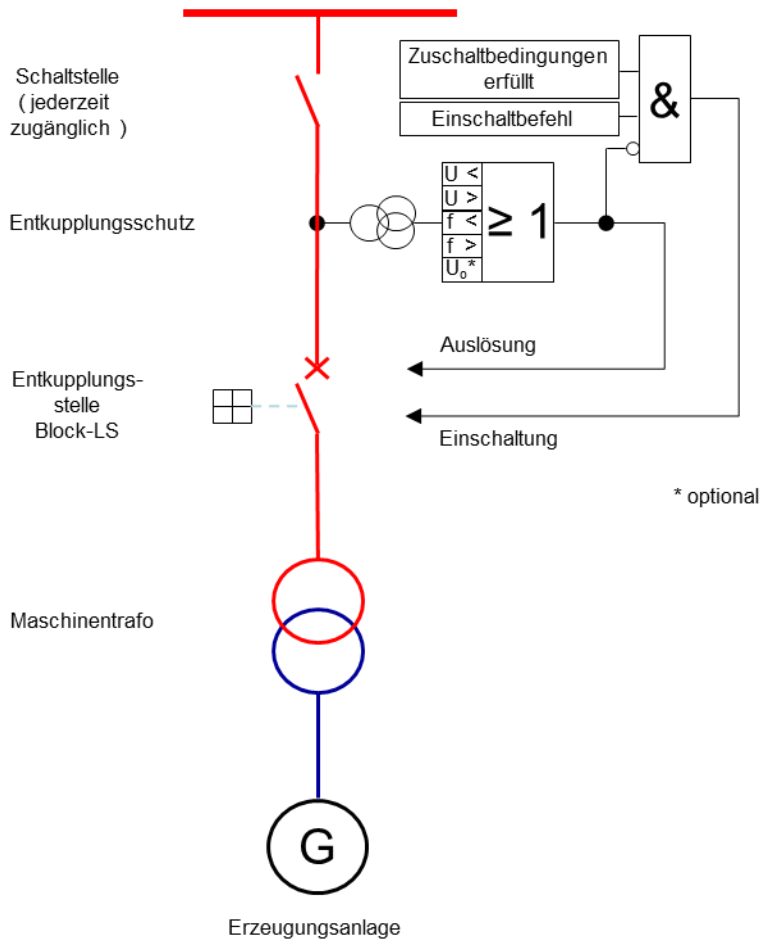 Schaltstelle
( jederzeit
zugänglich )
Zuschaltbedingungen
erfüllt
Einschaltbefehl
&
Entkupplungsschutz
U <
U >
f <
f >
U₀*
≥ 1
Auslösung
Entkupplungs-
stelle
Block-LS
Einschaltung
* optional
Maschinentrafo
G
Erzeugungsanlage